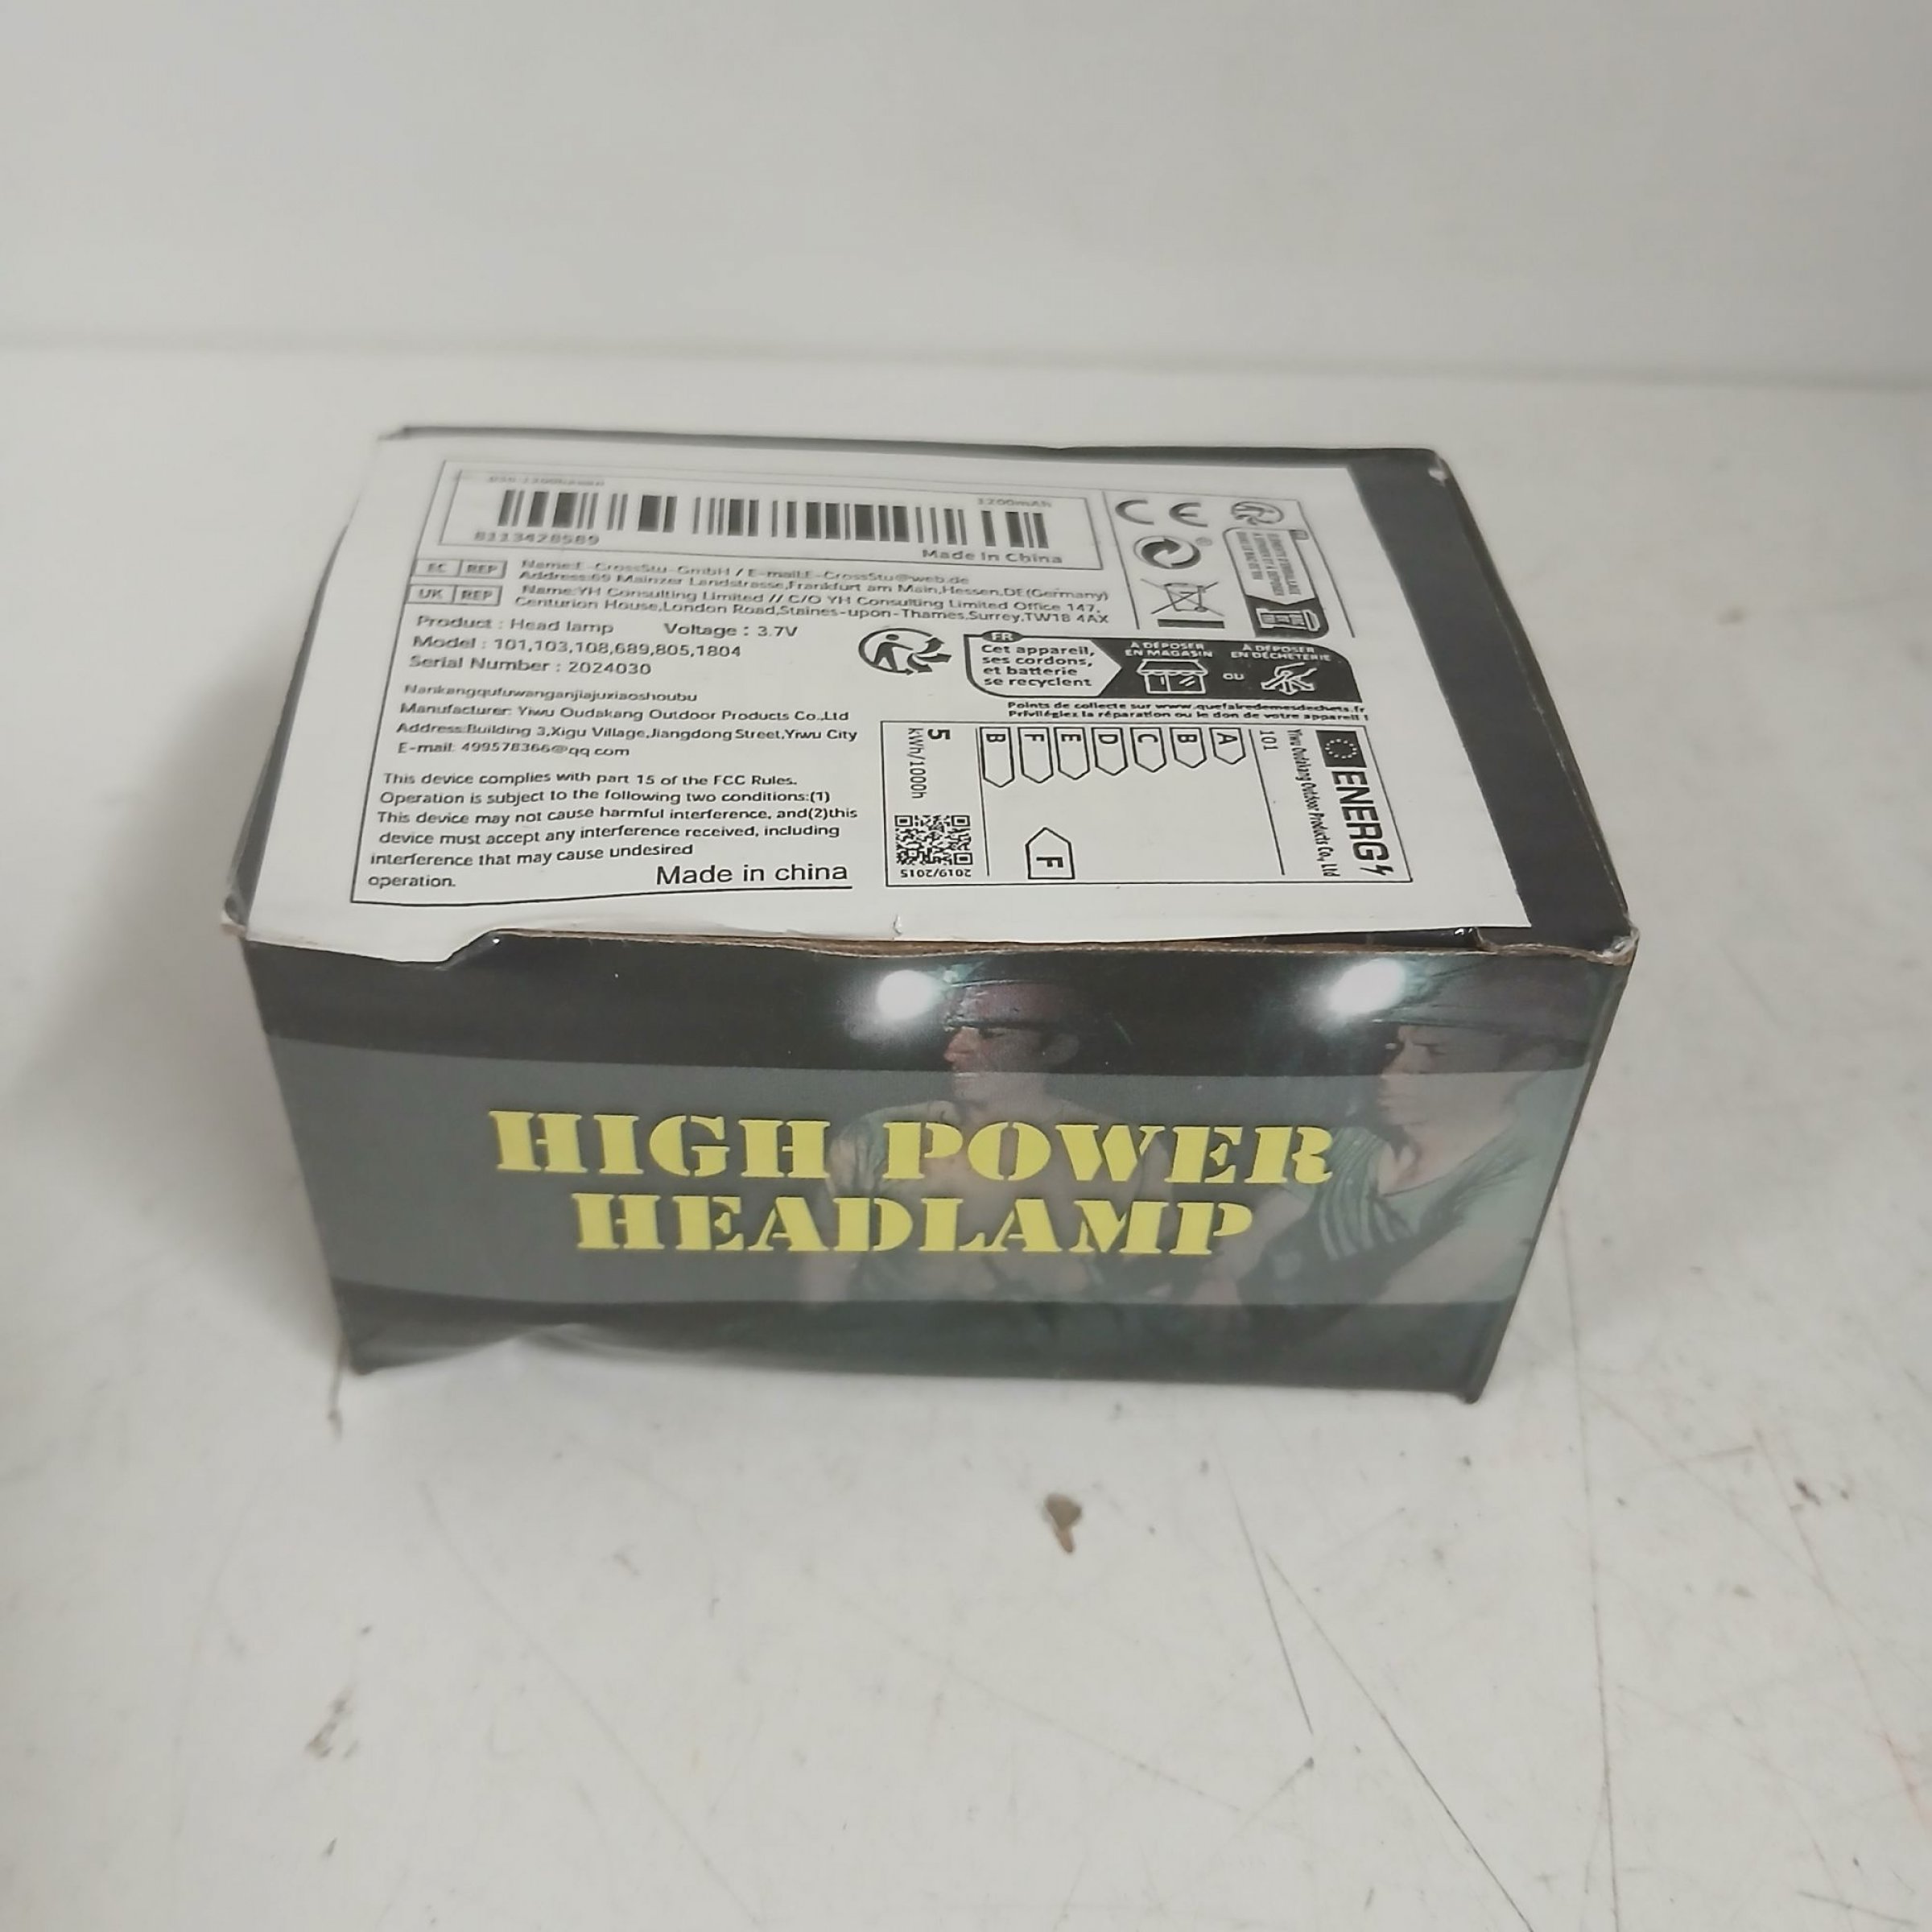 1200mAh
8113428589
Made In China
CE
EC REP
Name:E-CrossStu-GmbH / E-mail:E-CrossStu@web.de
Address:69 Mainzer Landstrasse,Frankfurt am Main,Hessen,DE(Germany)
UK REP
Name:YH Consulting Limited // C/O YH Consulting Limited Office 147,
Centurion House,London Road,Staines-upon-Thames,Surrey,TW18 4AX
Product : Head lamp Voltage : 3.7V
Model : 101,103,108,689,805,1804
Serial Number : 2024030
Nankangqufuwanganjiajuxiaoshoubu
Manufacturer: Yiwu Oudakang Outdoor Products Co.,Ltd
Address:Building 3,Xigu Village,Jiangdong Street,Yiwu City
E-mail: 499578366@qq com
This device complies with part 15 of the FCC Rules.
Operation is subject to the following two conditions:(1)
This device may not cause harmful interference, and(2)this
device must accept any interference received, including
interference that may cause undesired
operation.
Made in china
FR
Cet appareil,
ses cordons,
et batterie
se recyclent
À DÉPOSER
EN MAGASIN
OU
À DÉPOSER
EN DÉCHÈTERIE
Points de collecte sur www.quefairedemesdechets.fr
Privilégiez la réparation ou le don de votre appareil !
ENERG
Yiwu Oudakang Outdoor Products Co., Ltd
101
A
B
C
D
E
F
B
F
5
kWh/1000h
2019/2015
HIGH POWER
HEADLAMP